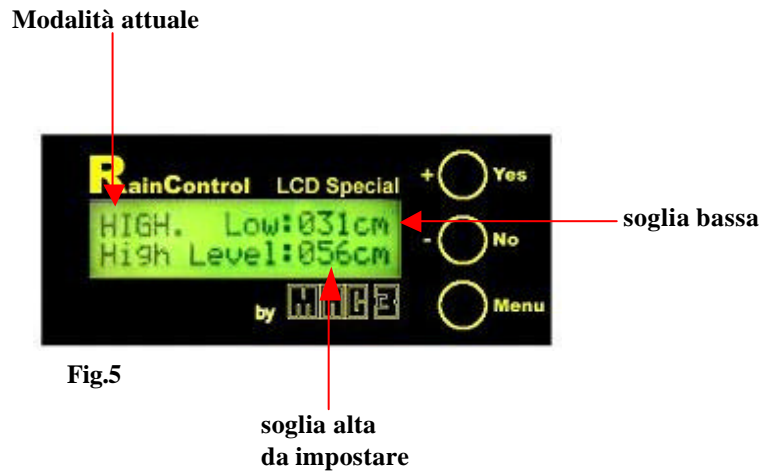 Modalità attuale
RainControl LCD Special
+ Yes
HIGH. Low:031cm
soglia bassa
High Level:056cm
- No
by MNC3
Menu
Fig.5
soglia alta
da impostare